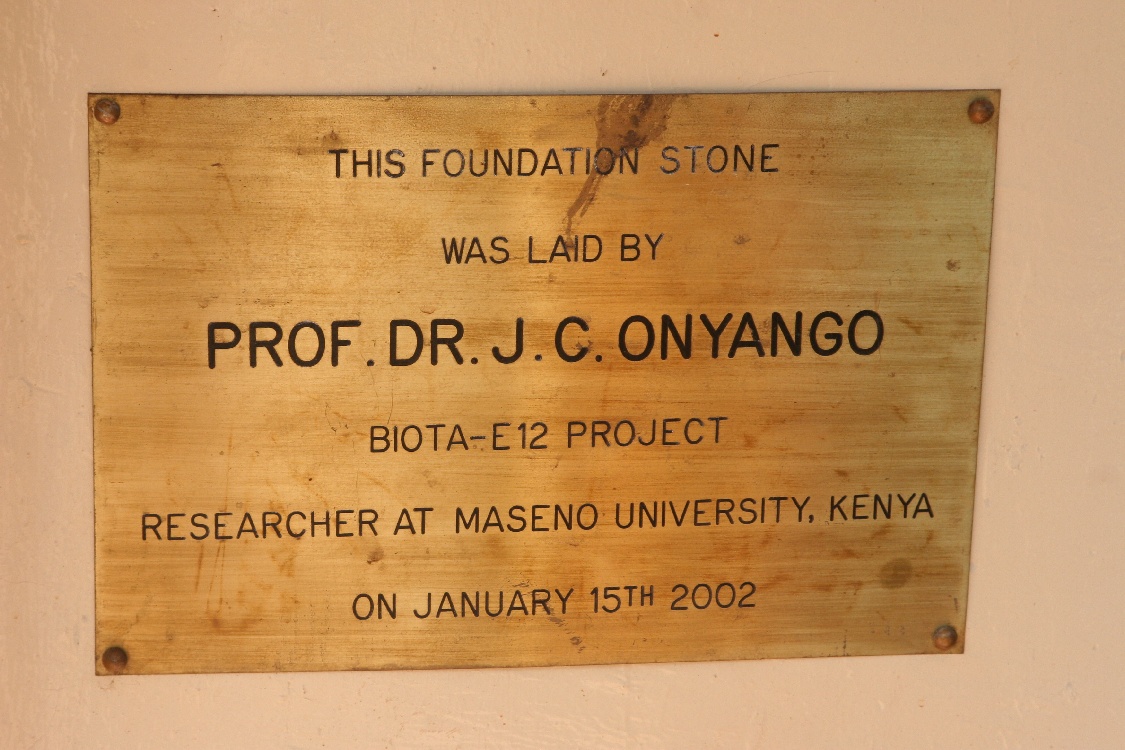 THIS FOUNDATION STONE
WAS LAID BY
PROF. DR. J. C. ONYANGO
BIOTA-E12 PROJECT
RESEARCHER AT MASENO UNIVERSITY, KENYA
ON JANUARY 15TH 2002